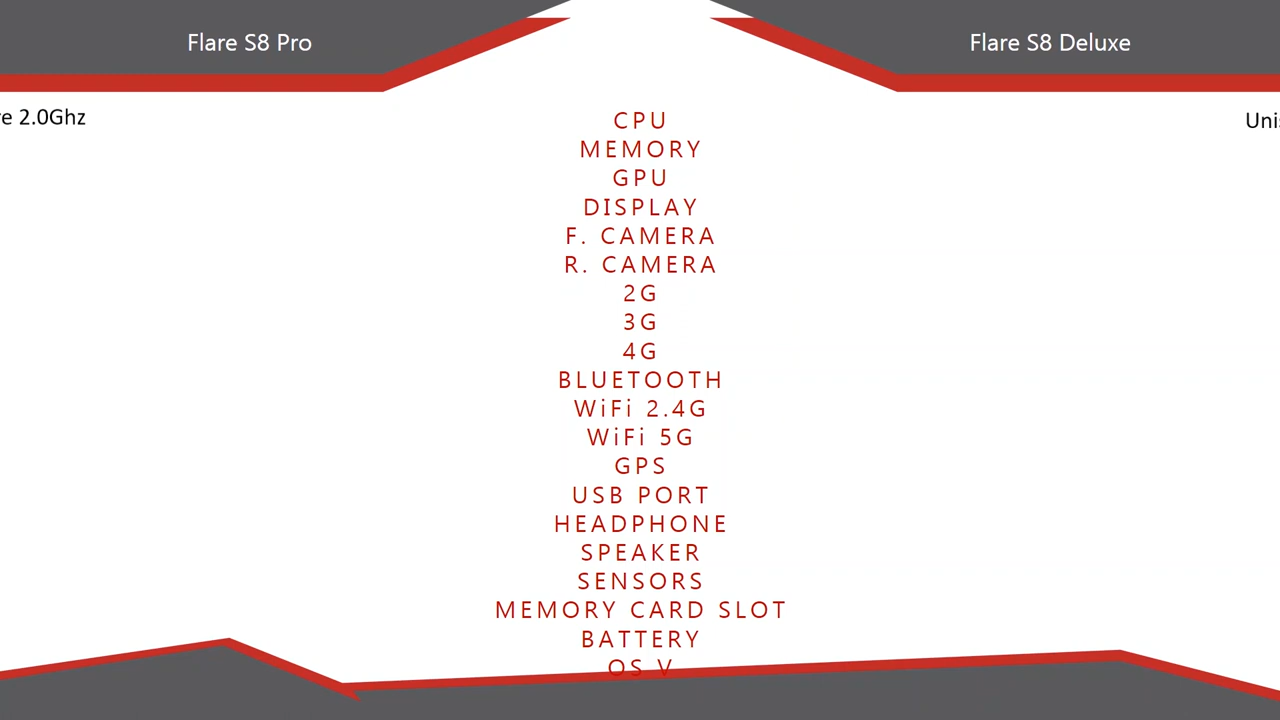 Flare S8 Pro
Flare S8 Deluxe
2.0Ghz
CPU
MEMORY
GPU
DISPLAY
F. CAMERA
R. CAMERA
2G
3G
4G
BLUETOOTH
WiFi 2.4G
WiFi 5G
GPS
USB PORT
HEADPHONE
SPEAKER
SENSORS
MEMORY CARD SLOT
BATTERY
OS V